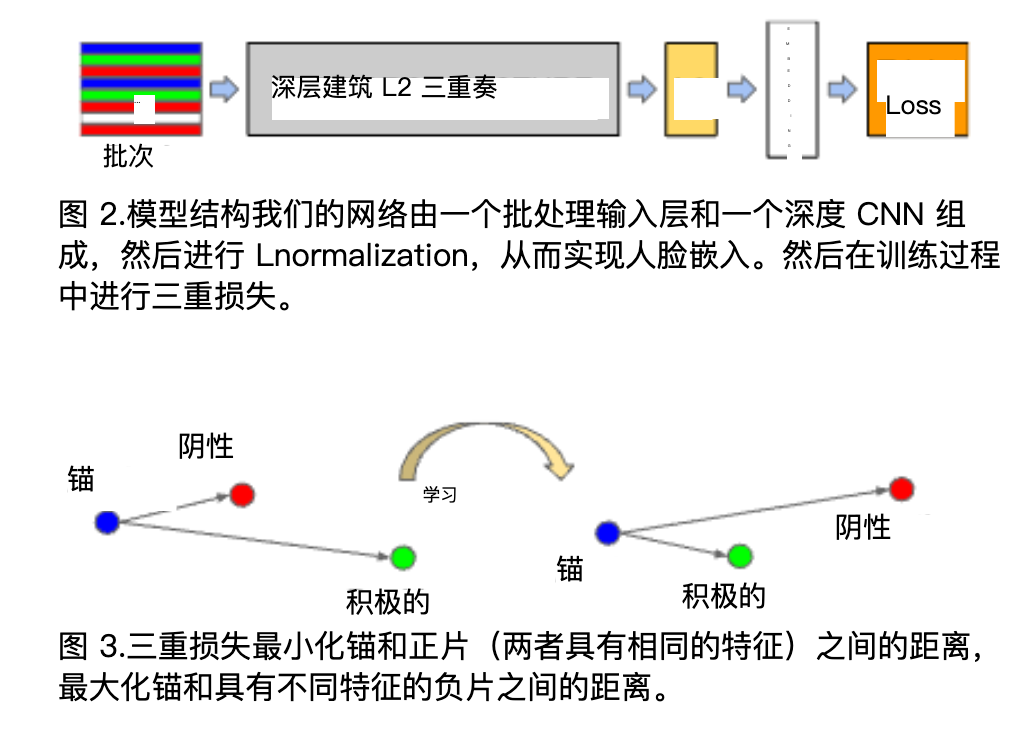 深层建筑 L2 三重奏
Loss
批次
图 2.模型结构我们的网络由一个批处理输入层和一个深度 CNN 组
成，然后进行 Lnormalization，从而实现人脸嵌入。然后在训练过程
中进行三重损失。
阴性
锚
学习
积极的
阴性
锚
积极的
图 3.三重损失最小化锚和正片（两者具有相同的特征）之间的距离，
最大化锚和具有不同特征的负片之间的距离。